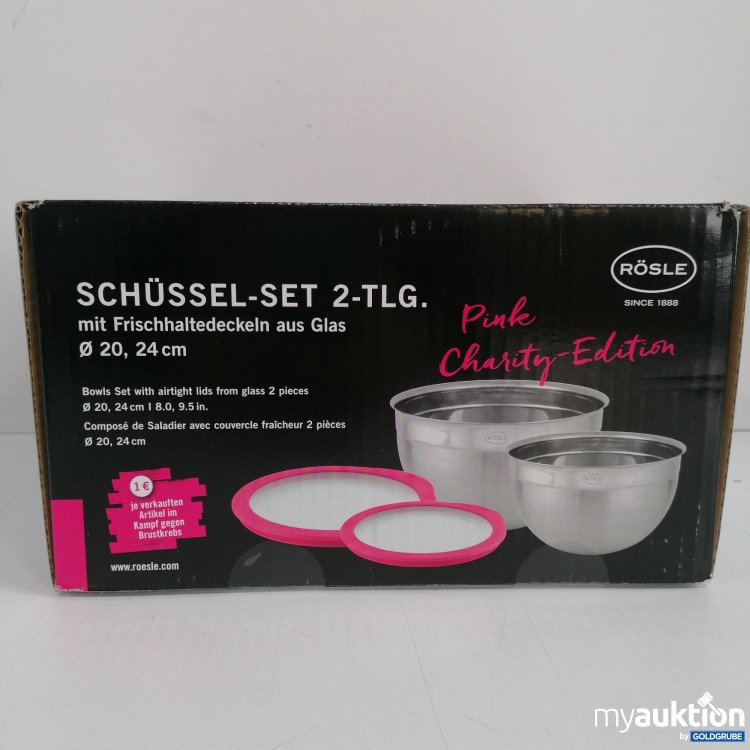 SCHÜSSEL-SET 2-TLG.
mit Frischhaltedeckeln aus Glas
Ø 20, 24 cm
RÖSLE
SINCE 1888
Pink
Charity-Edition
Bowls Set with airtight lids from glass 2 pieces
Ø 20, 24 cm I 8.0, 9.5 in.
Composé de Saladier avec couvercle fraîcheur 2 pièces
Ø 20, 24 cm
RÖSLE
1 €
je verkauften
Artikel im
Kampf gegen
Brustkrebs
www.roesle.com
myauktion
by GOLDGRUBE